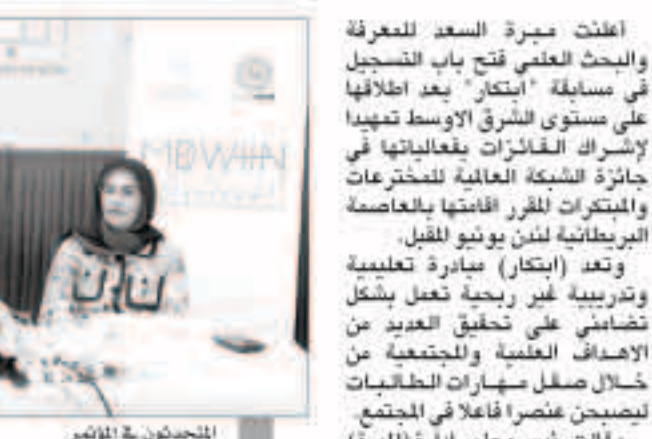 أعلنت مبرة السعد للمعرفة
والبحث العلمي فتح باب التسجيل
في مسابقة "ابتكار" بعد اطلاقها
على مستوى الشرق الاوسط تمهيدا
لإشراك الفائزات بفعالياتها في
جائزة الشبكة العالمية للمخترعات
والمبتكرات المقرر اقامتها بالعاصمة
البريطانية لندن يونيو المقبل.
وتعد (ابتكار) مبادرة تعليمية
وتدريبية غير ربحية تعمل بشكل
تضامني على تحقيق العديد من
الاهداف العلمية والمجتمعية من
خلال صقل مهارات الطالبات
ليصبحن عنصرا فاعلا في المجتمع.
المتحدثون في المؤتمر